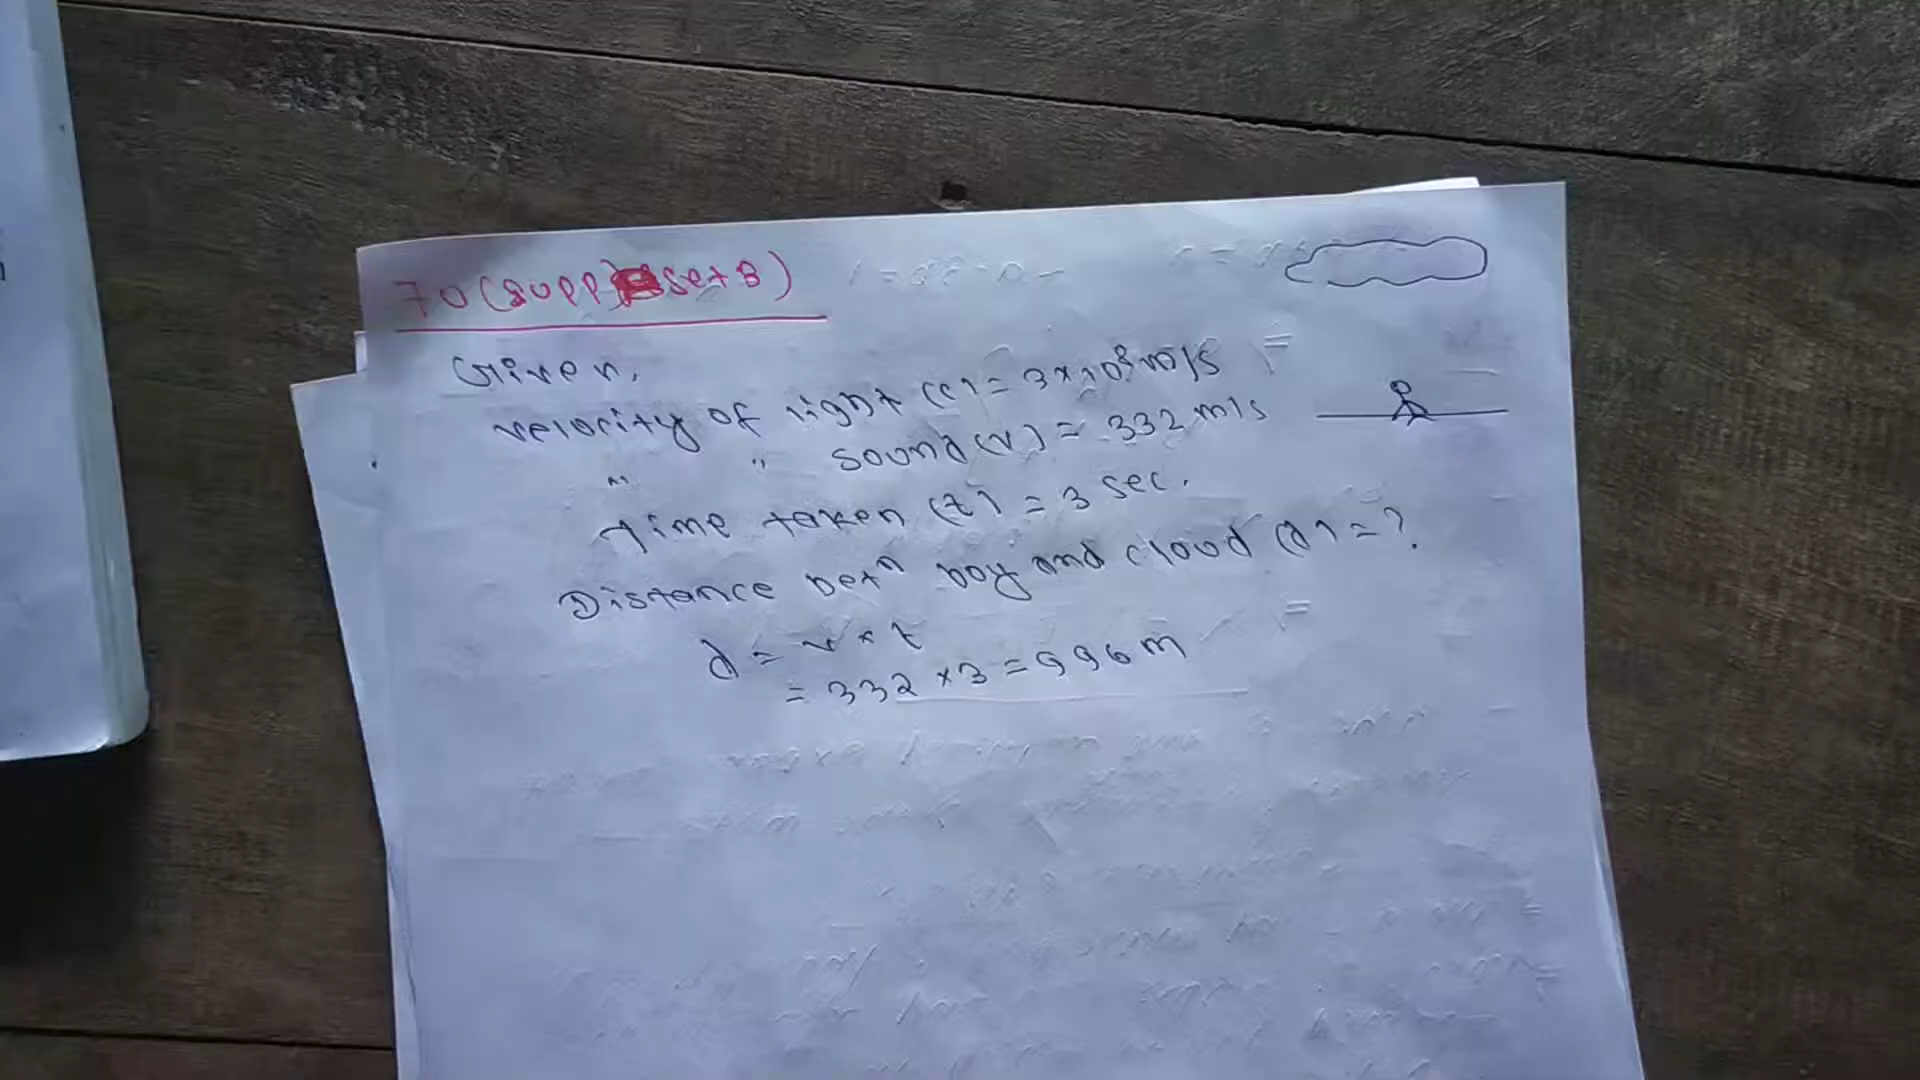 70 (supp) set B)
Given,
velocity of light (c) = 3 × 10⁸ m/s
" " sound (v) = 332 m/s
Time taken (t) = 3 sec.
Distance betⁿ boy and cloud (d) = ?
d = v × t
= 332 × 3 = 996 m